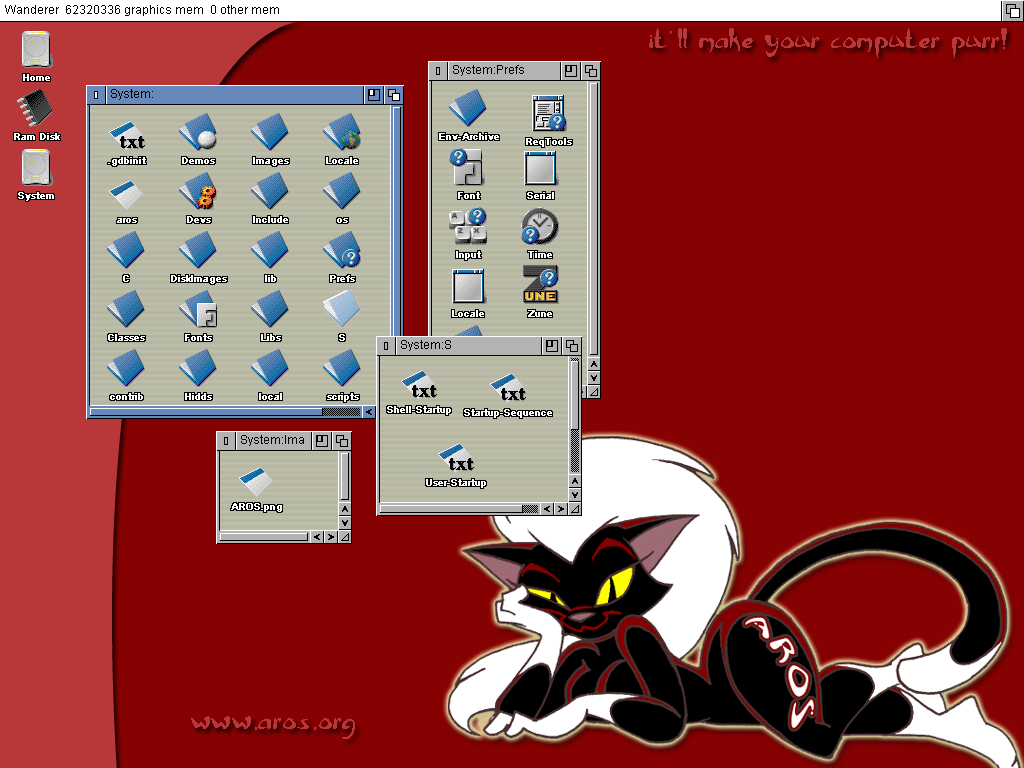 Wanderer 62320336 graphics mem 0 other mem
it'll make your computer purr!
Home
Ram Disk
System
System:
.gdbinit Demos Images Locale
aros Devs Include os
C DiskImages lib Prefs
Classes Fonts Libs S
contrib Hidds local scripts
System:Prefs
Env-Archive ReqTools
Font Serial
Input Time
Locale Zune
ZUNE
System:S
txt txt
Shell-Startup Startup-Sequence
txt
User-Startup
System:Ima
AROS.png
txt
AROS
www.aros.org